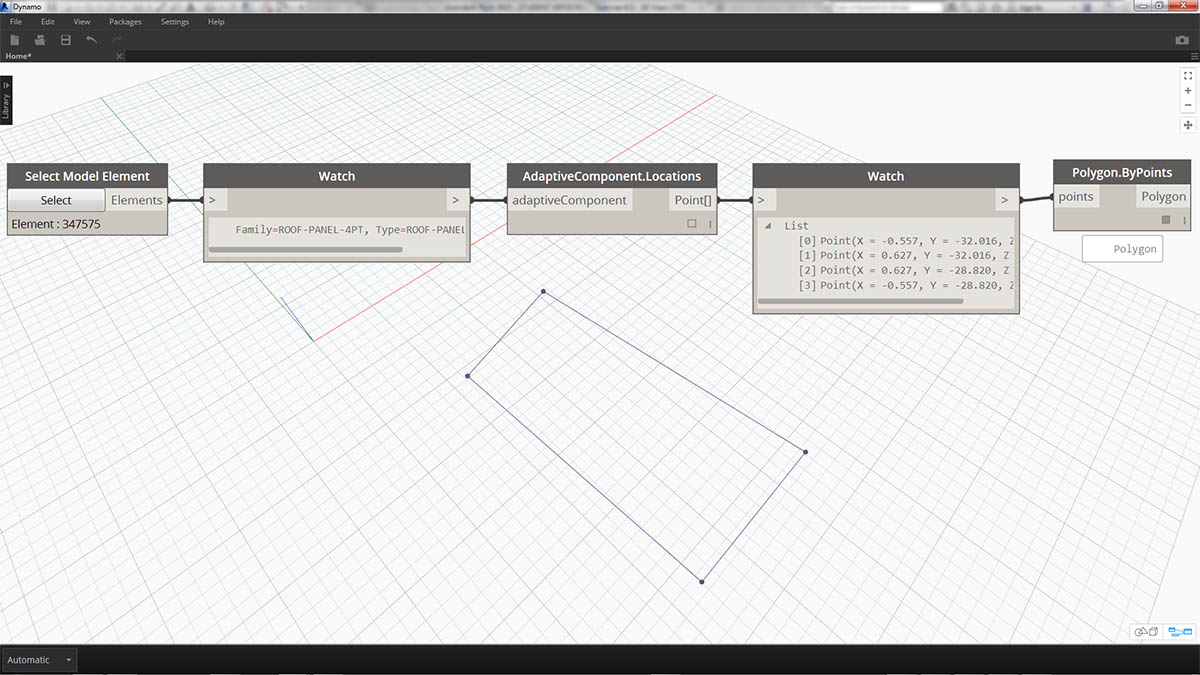 Dynamo
File Edit View Packages Settings Help
Home*
Library
Select Model Element
Select Elements
Element : 347575
Watch
> >
Family=ROOF-PANEL-4PT, Type=ROOF-PANEL
AdaptiveComponent.Locations
adaptiveComponent Point[]
Watch
> >
List
[0] Point(X = -0.557, Y = -32.016, Z
[1] Point(X = 0.627, Y = -32.016, Z
[2] Point(X = 0.627, Y = -28.820, Z
[3] Point(X = -0.557, Y = -28.820, Z
Polygon.ByPoints
points Polygon
Polygon
Automatic